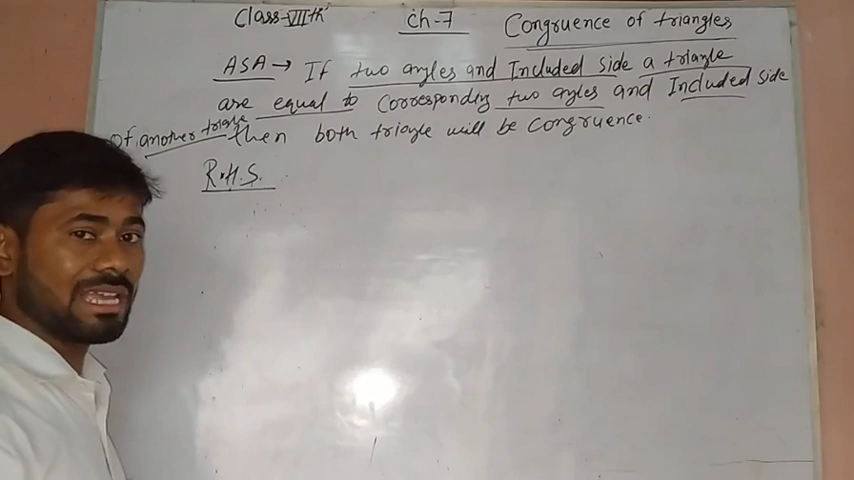 Class-VIIth Ch-7 Congruence of triangles
ASA → If two angles and Included side a triangle
are equal to Corresponding two angles and Included side
of another triangle then both triangle will be Congruence.
R.H.S.